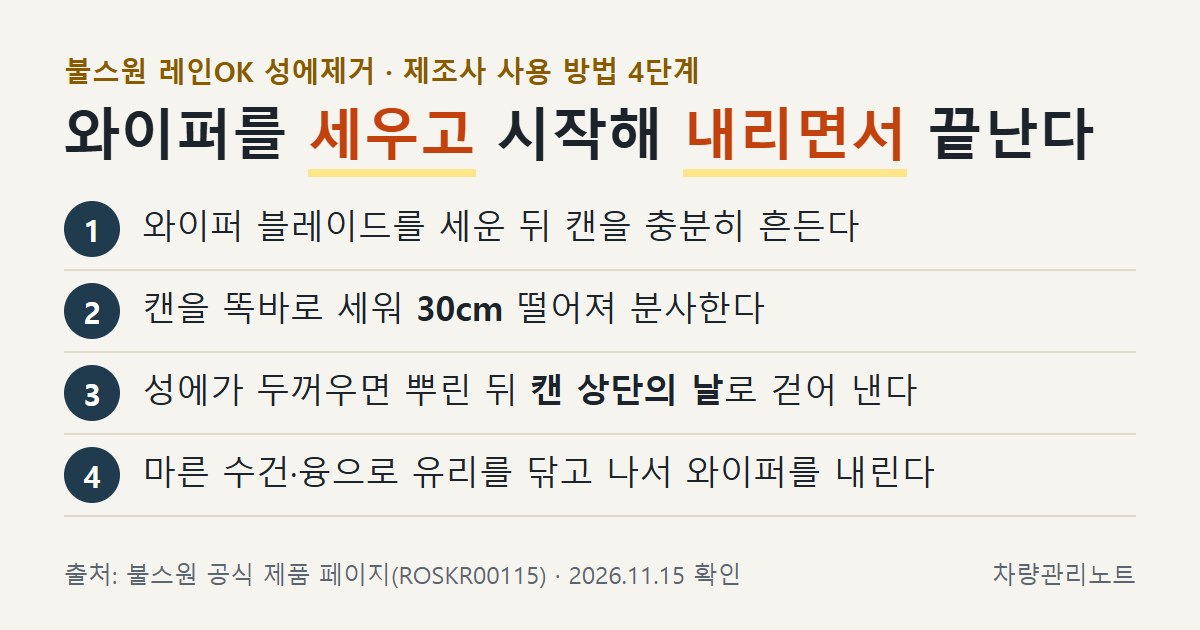 불스원 레인OK 성에제거 · 제조사 사용 방법 4단계
와이퍼를 세우고 시작해 내리면서 끝난다
1 와이퍼 블레이드를 세운 뒤 캔을 충분히 흔든다
2 캔을 똑바로 세워 30cm 떨어져 분사한다
3 성에가 두꺼우면 뿌린 뒤 캔 상단의 날로 걷어 낸다
4 마른 수건·융으로 유리를 닦고 나서 와이퍼를 내린다
출처: 불스원 공식 제품 페이지(ROSKR00115) · 2026.11.15 확인 차량관리노트